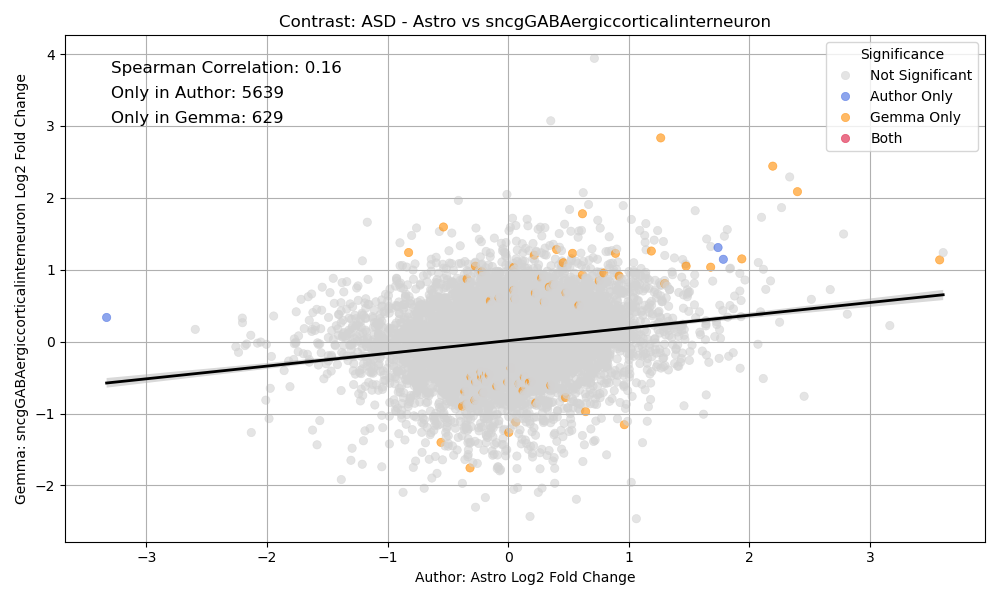 Contrast: ASD - Astro vs sncgGABAergiccorticalinterneuron
Spearman Correlation: 0.16
Only in Author: 5639
Only in Gemma: 629
Significance
Not Significant
Author Only
Gemma Only
Both
Gemma: sncgGABAergiccorticalinterneuron Log2 Fold Change
4
3
2
1
0
−1
−2
−3
−2
−1
0
1
2
3
Author: Astro Log2 Fold Change